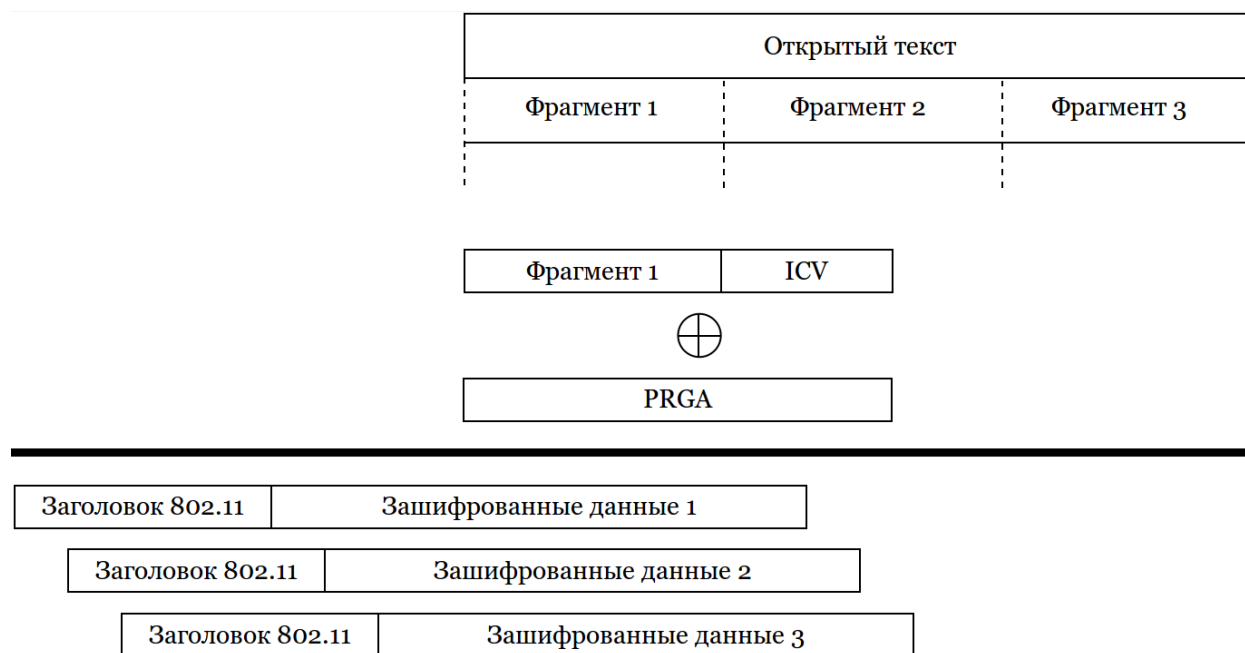 Открытый текст
Фрагмент 1 Фрагмент 2 Фрагмент 3
Фрагмент 1 ICV
PRGA
Заголовок 802.11 Зашифрованные данные 1
Заголовок 802.11 Зашифрованные данные 2
Заголовок 802.11 Зашифрованные данные 3